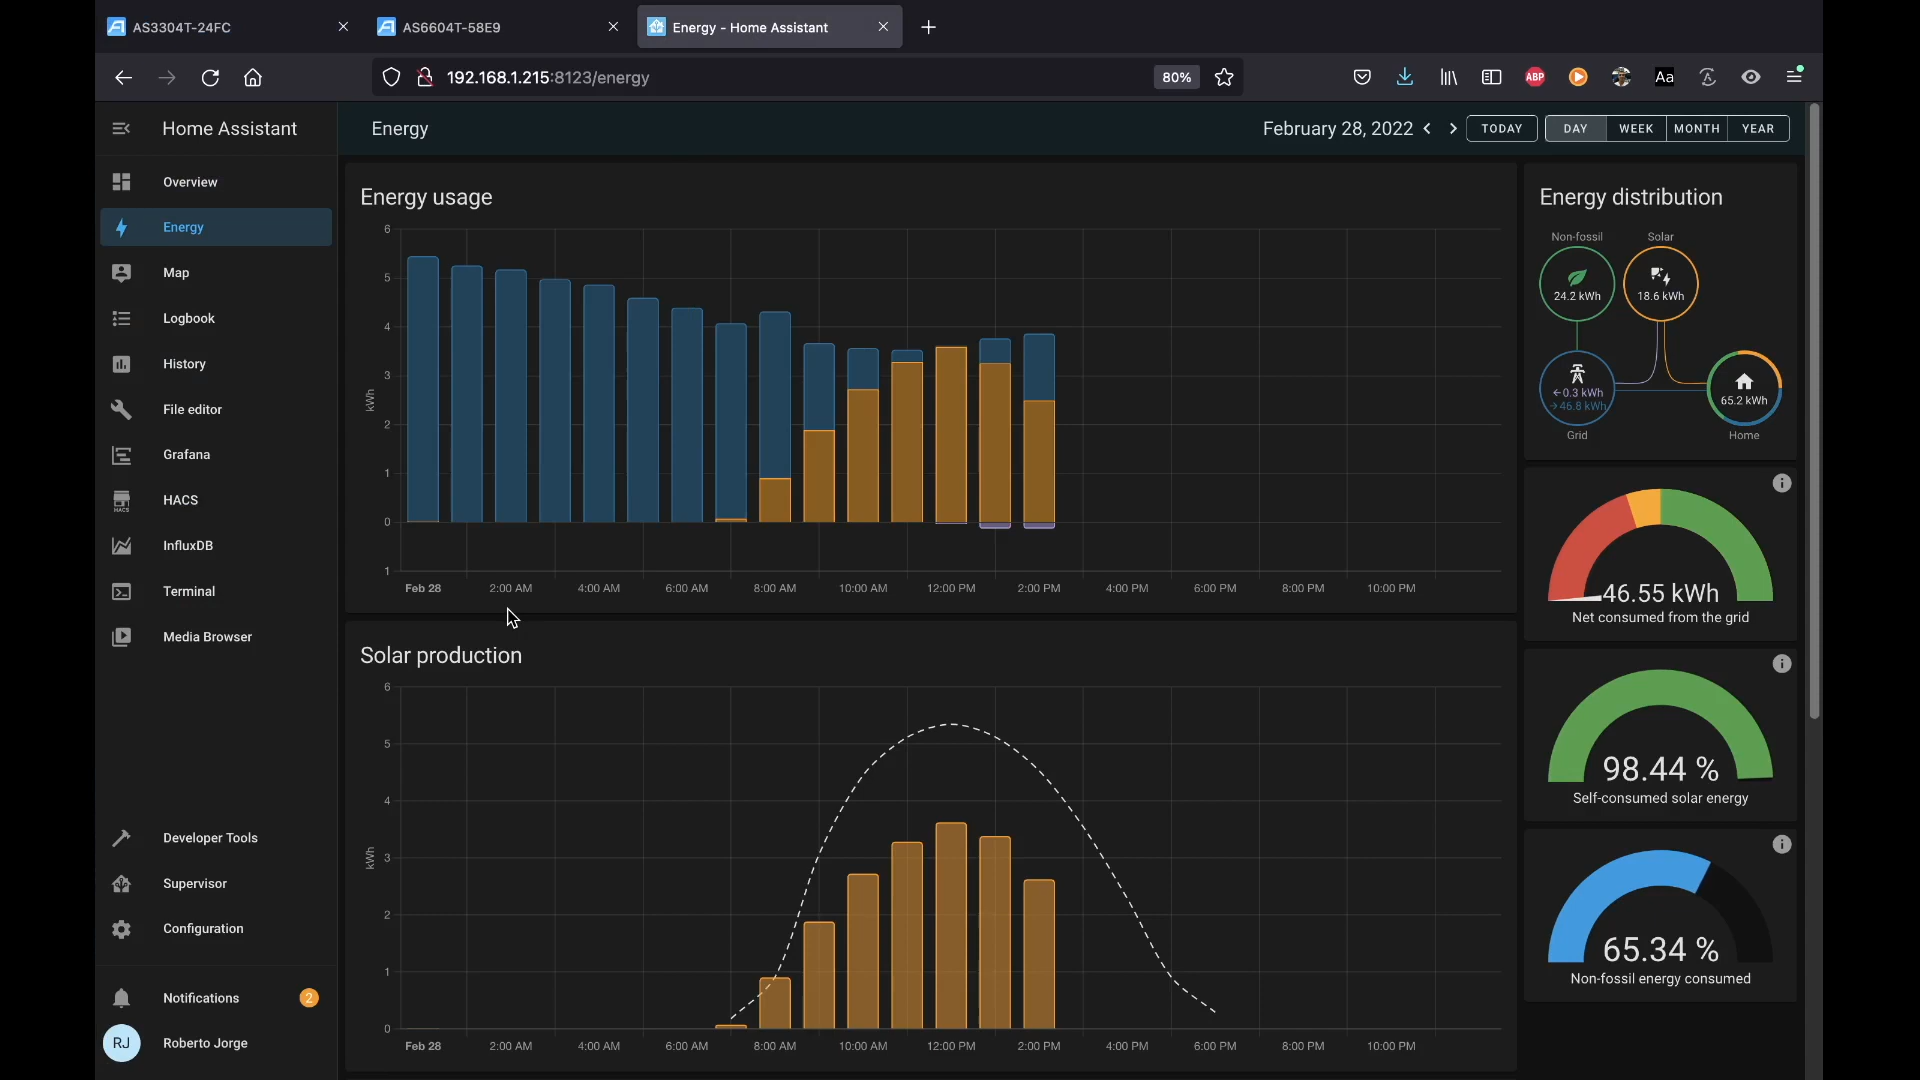 AS3304T-24FC
AS6604T-58E9
Energy - Home Assistant
192.168.1.215:8123/energy
80%
ABP
Aa
Home Assistant
Energy
February 28, 2022
TODAY
DAY
WEEK
MONTH
YEAR
Overview
Energy
Map
Logbook
History
File editor
Grafana
HACS
HACS
InfluxDB
Terminal
Media Browser
Developer Tools
Supervisor
Configuration
Notifications
2
RJ
Roberto Jorge
Energy usage
6
5
4
3
kWh
2
1
0
1
Feb 28
2:00 AM
4:00 AM
6:00 AM
8:00 AM
10:00 AM
12:00 PM
2:00 PM
4:00 PM
6:00 PM
8:00 PM
10:00 PM
Solar production
6
5
4
3
kWh
2
1
0
Feb 28
2:00 AM
4:00 AM
6:00 AM
8:00 AM
10:00 AM
12:00 PM
2:00 PM
4:00 PM
6:00 PM
8:00 PM
10:00 PM
Energy distribution
Non-fossil
Solar
24.2 kWh
18.6 kWh
←0.3 kWh
→46.8 kWh
65.2 kWh
Grid
Home
46.55 kWh
Net consumed from the grid
98.44 %
Self-consumed solar energy
65.34 %
Non-fossil energy consumed